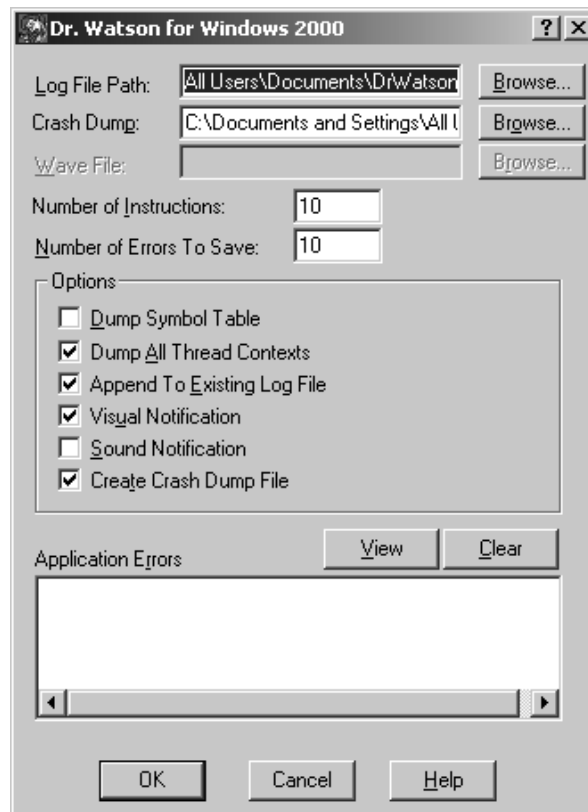 Dr. Watson for Windows 2000
Log File Path: All Users\Documents\DrWatson Browse...
Crash Dump: C:\Documents and Settings\All U Browse...
Wave File: Browse...
Number of Instructions: 10
Number of Errors To Save: 10
Options
Dump Symbol Table
Dump All Thread Contexts
Append To Existing Log File
Visual Notification
Sound Notification
Create Crash Dump File
Application Errors View Clear
OK Cancel Help